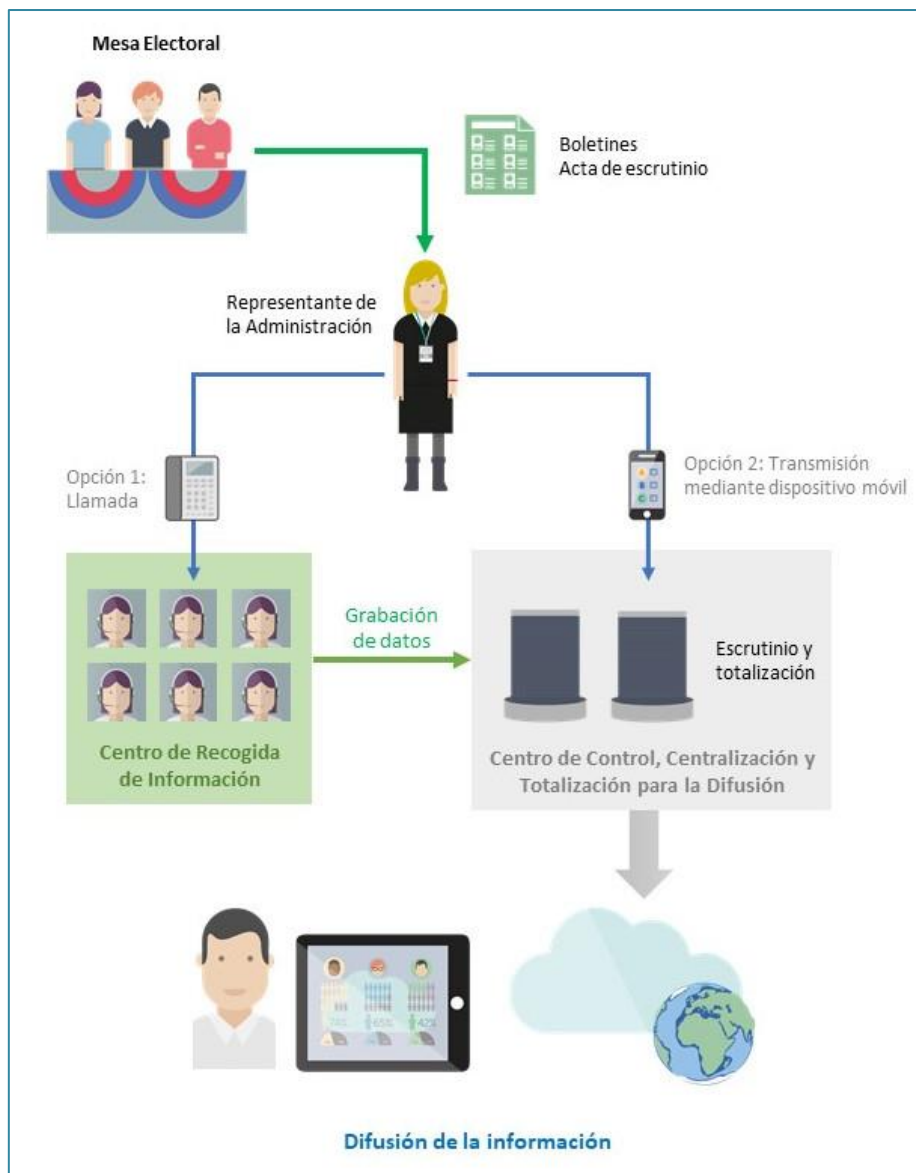 Mesa Electoral
Boletines
Acta de escrutinio
Representante de
la Administración
Opción 1:
Llamada
Opción 2: Transmisión
mediante dispositivo móvil
Grabación
de datos
Escrutinio y
totalización
Centro de Recogida
de Información
Centro de Control, Centralización y
Totalización para la Difusión
65%
42%
Difusión de la información